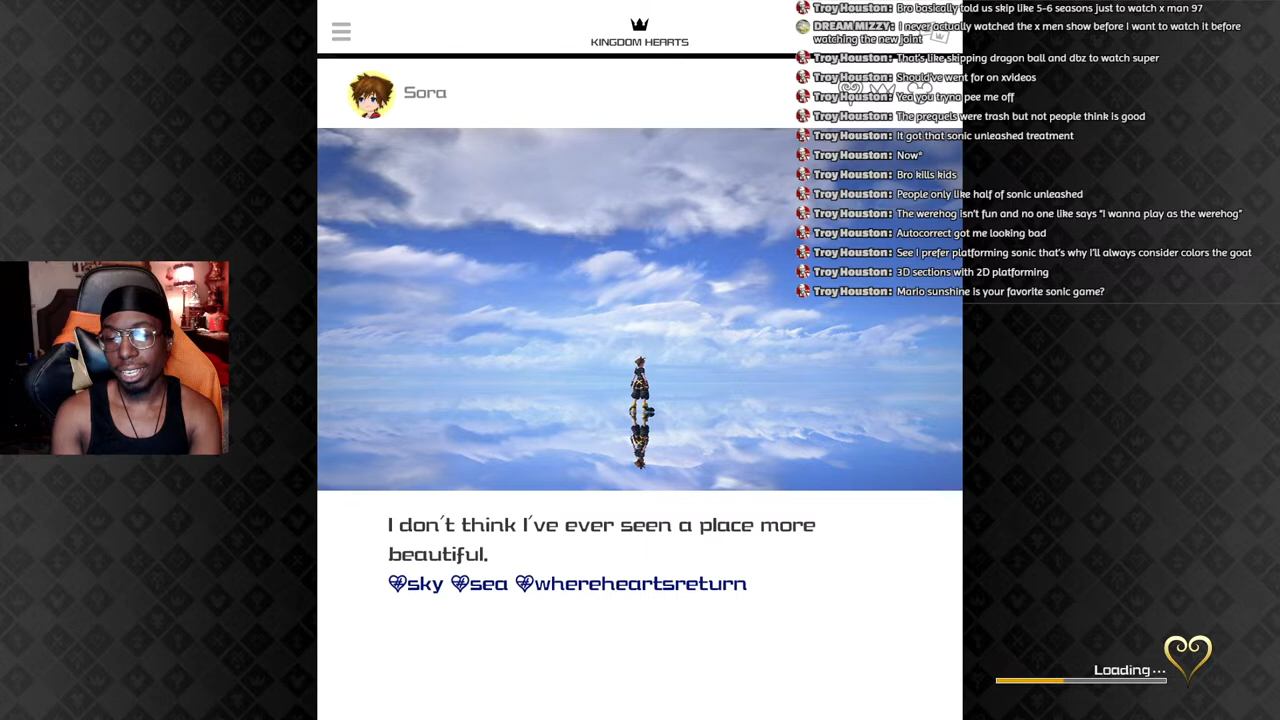 KINGDOM HEARTS
Sora
I don't think I've ever seen a place more
beautiful.
#sky #sea #whereheartsreturn
Troy Houston: Bro basically told us skip like 5-6 seasons just to watch x man 97
DREAM MIZZY: I never actually watched the x men show before I want to watch it before
watching the new joint
Troy Houston: That's like skipping dragon ball and dbz to watch super
Troy Houston: Should've went for on xvideos
Troy Houston: Yea you tryna pee me off
Troy Houston: The prequels were trash but not people think is good
Troy Houston: It got that sonic unleashed treatment
Troy Houston: Now*
Troy Houston: Bro kills kids
Troy Houston: People only like half of sonic unleashed
Troy Houston: The werehog isn't fun and no one like says "I wanna play as the werehog"
Troy Houston: Autocorrect got me looking bad
Troy Houston: See I prefer platforming sonic that's why I'll always consider colors the goat
Troy Houston: 3D sections with 2D platforming
Troy Houston: Mario sunshine is your favorite sonic game?
Loading...